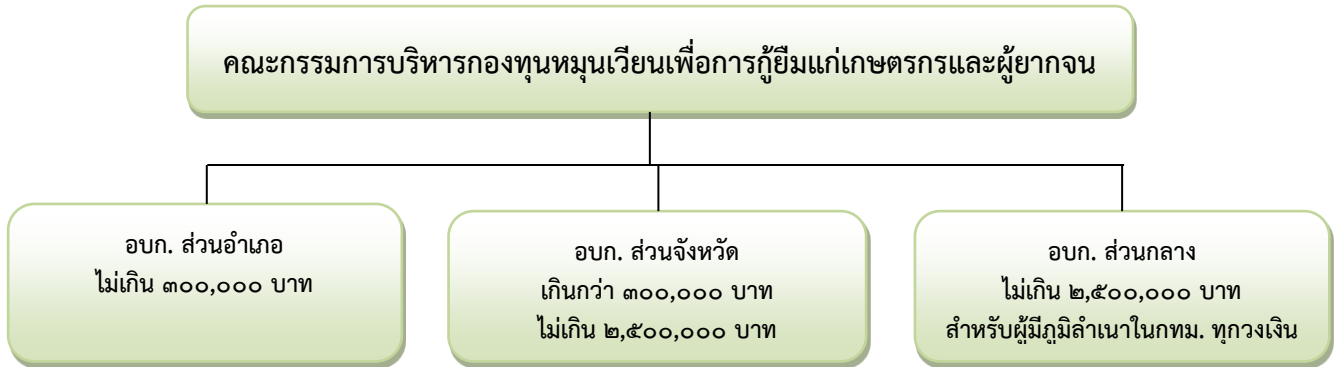 คณะกรรมการบริหารกองทุนหมุนเวียนเพื่อการกู้ยืมแก่เกษตรกรและผู้ยากจน
อบก. ส่วนอำเภอ
ไม่เกิน ๓๐๐,๐๐๐ บาท
อบก. ส่วนจังหวัด
เกินกว่า ๓๐๐,๐๐๐ บาท
ไม่เกิน ๒,๕๐๐,๐๐๐ บาท
อบก. ส่วนกลาง
ไม่เกิน ๒,๕๐๐,๐๐๐ บาท
สำหรับผู้มีภูมิลำเนาในกทม. ทุกวงเงิน